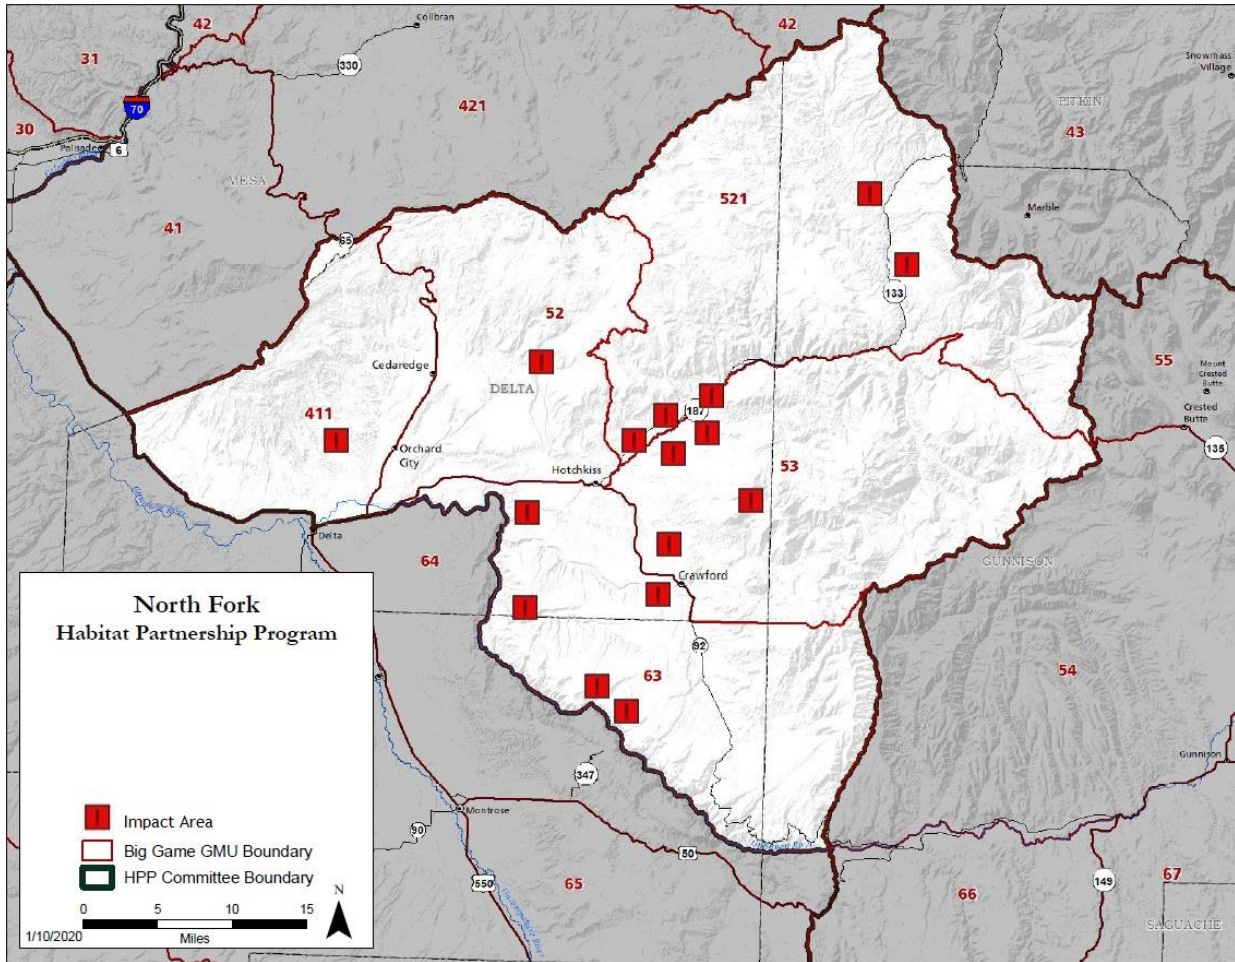 42
Collbran
42
31
330
Snowmass
Village
70
421
PITKIN
43
30
Palisade
6
MESA
521
Marble
41
65
133
52
55
Mount
Crested
Butte
Cedaredge
DELTA
411
187
Crested
Butte
Orchard
City
135
Hotchkiss
53
Delta
64
GUNNISON
Crawford
North Fork
Habitat Partnership Program
92
63
54
Gunnison
347
Montrose
90
50
Gunnison River
550
65
67
149
66
Uncompahgre River
SAGUACHE
Impact Area
Big Game GMU Boundary
HPP Committee Boundary
N
0 5 10 15
Miles
1/10/2020